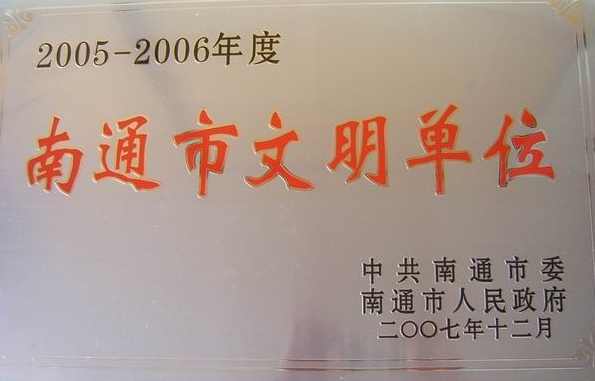 2005-2006年度
南通市文明单位
中共南通市委
南通市人民政府
二〇〇七年十二月